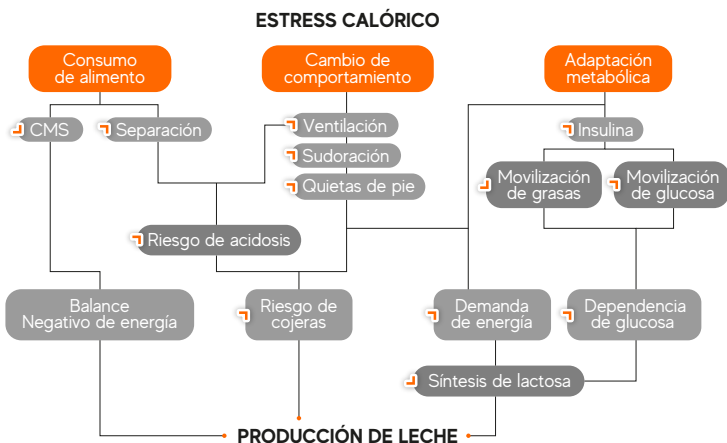 ESTRESS CALÓRICO
Consumo
de alimento
Cambio de
comportamiento
Adaptación
metabólica
CMS
Separación
Ventilación
Insulina
Sudoración
Quietas de pie
Movilización
de grasas
Movilización
de glucosa
Riesgo de acidosis
Balance
Negativo de energía
Riesgo de
cojeras
Demanda
de energía
Dependencia
de glucosa
Síntesis de lactosa
PRODUCCIÓN DE LECHE